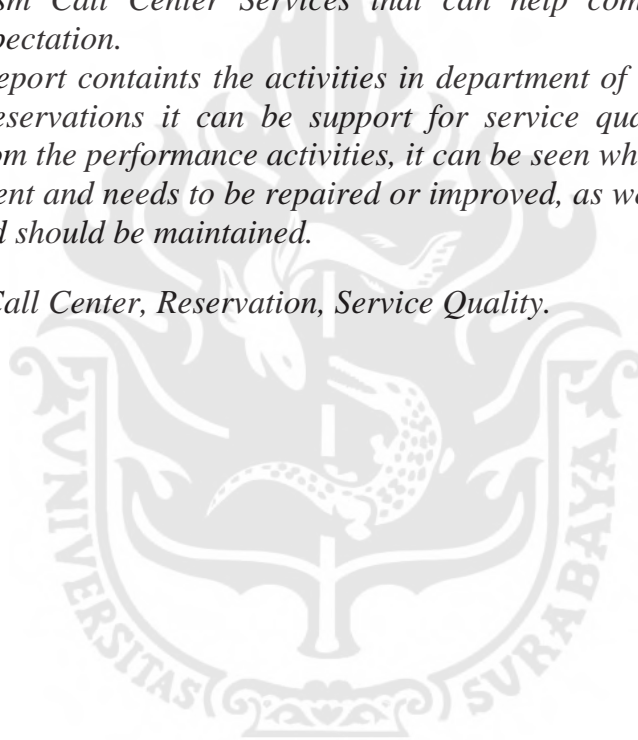 sm Call Center Services that can help com
pectation.
eport containts the activities in department of
eservations it can be support for service qua
om the performance activities, it can be seen wh
ent and needs to be repaired or improved, as we
d should be maintained.
Call Center, Reservation, Service Quality.
UNIVERSITAS SURABAYA